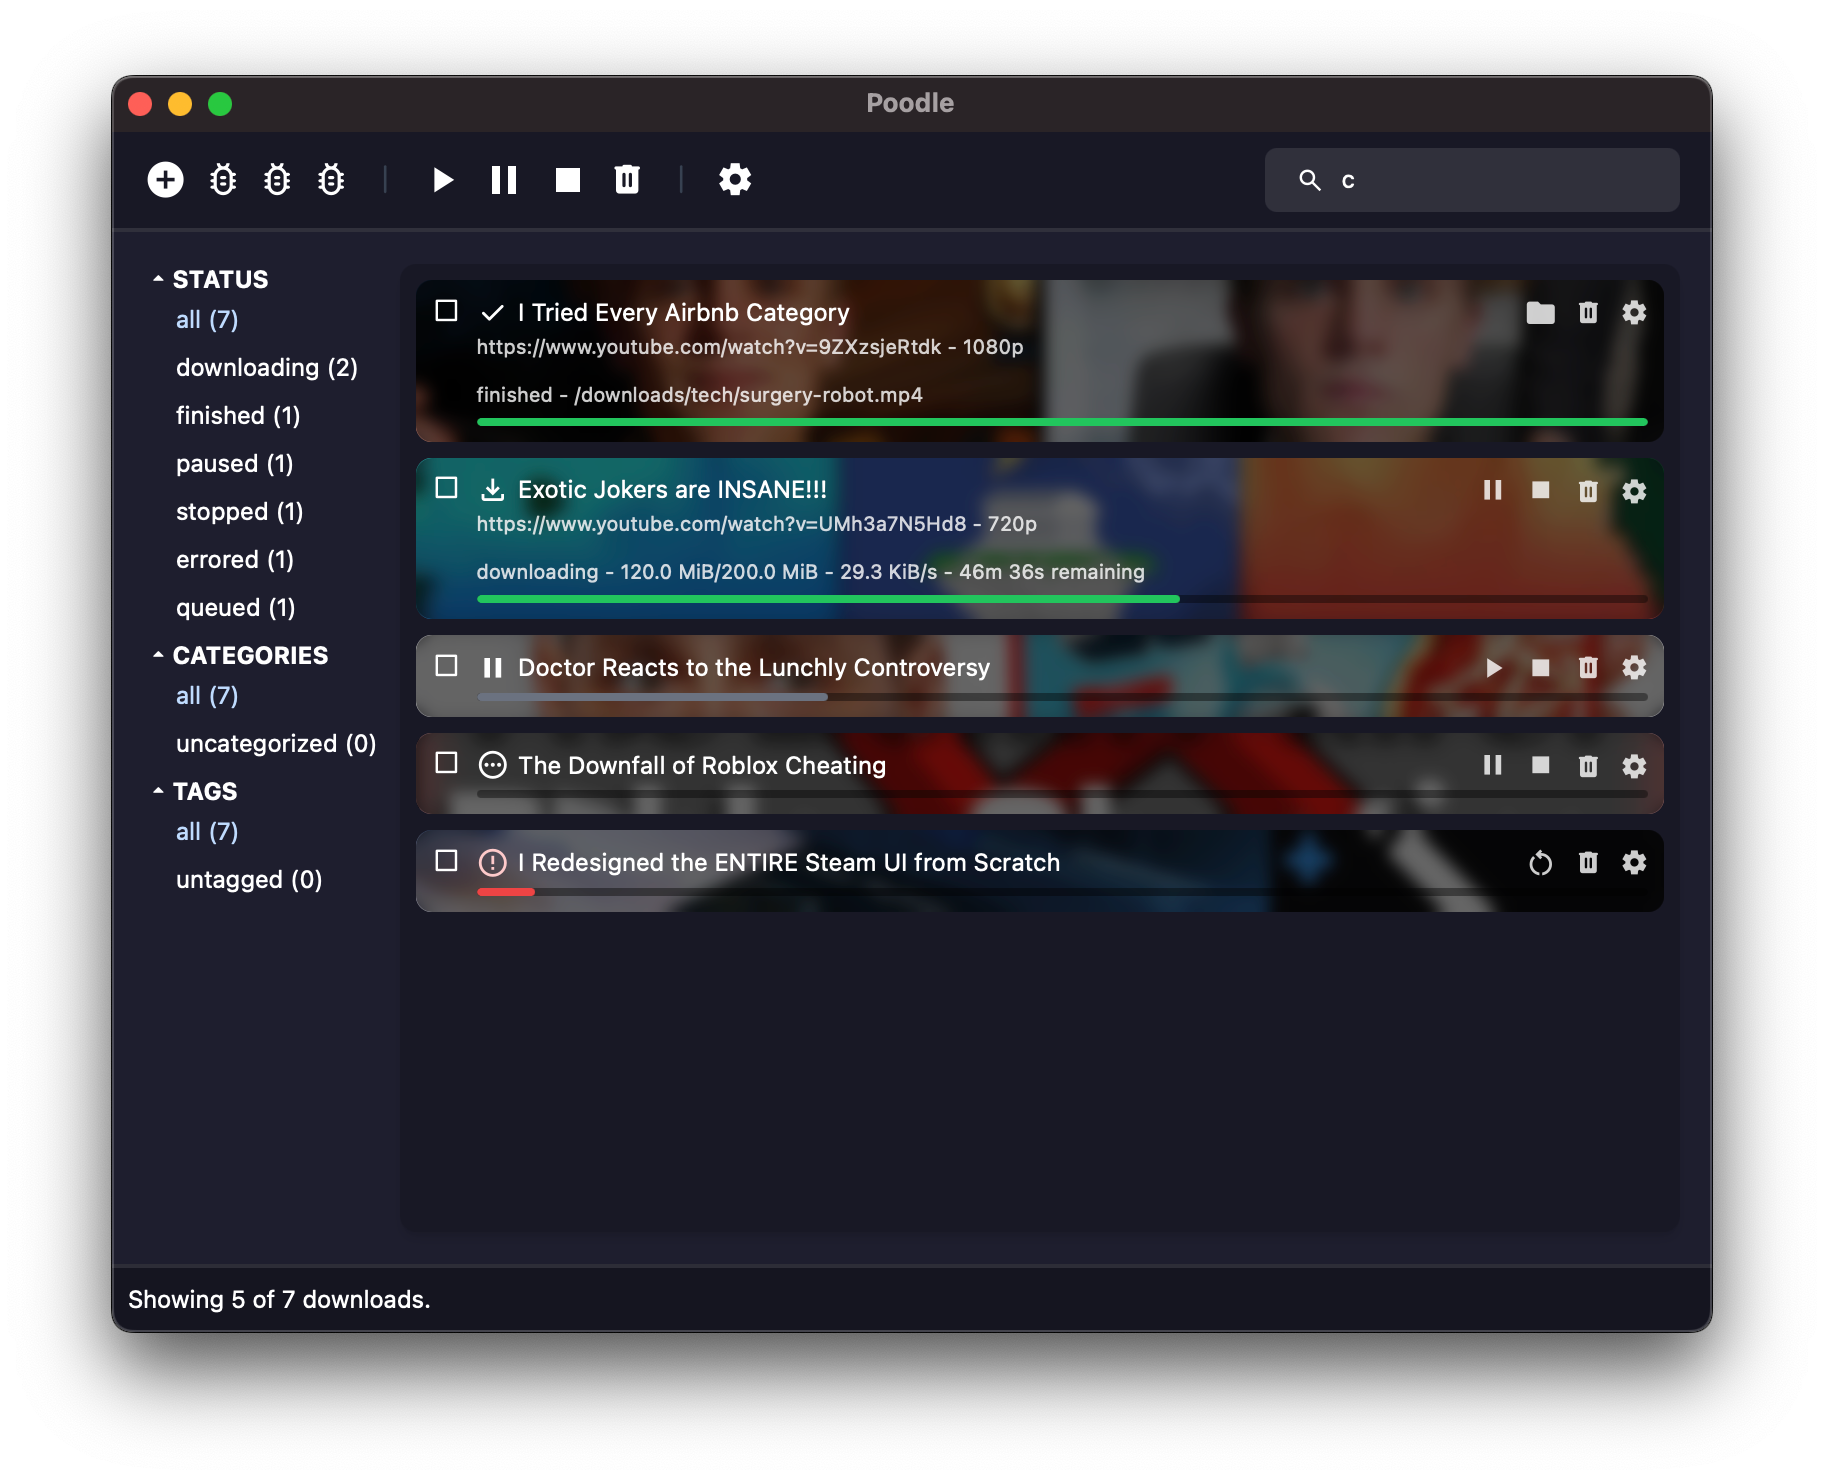 Poodle
c
STATUS
all (7)
downloading (2)
finished (1)
paused (1)
stopped (1)
errored (1)
queued (1)
CATEGORIES
all (7)
uncategorized (0)
TAGS
all (7)
untagged (0)
I Tried Every Airbnb Category
https://www.youtube.com/watch?v=9ZXzsjeRtdk - 1080p
finished - /downloads/tech/surgery-robot.mp4
Exotic Jokers are INSANE!!!
https://www.youtube.com/watch?v=UMh3a7N5Hd8 - 720p
downloading - 120.0 MiB/200.0 MiB - 29.3 KiB/s - 46m 36s remaining
Doctor Reacts to the Lunchly Controversy
The Downfall of Roblox Cheating
I Redesigned the ENTIRE Steam UI from Scratch
Showing 5 of 7 downloads.